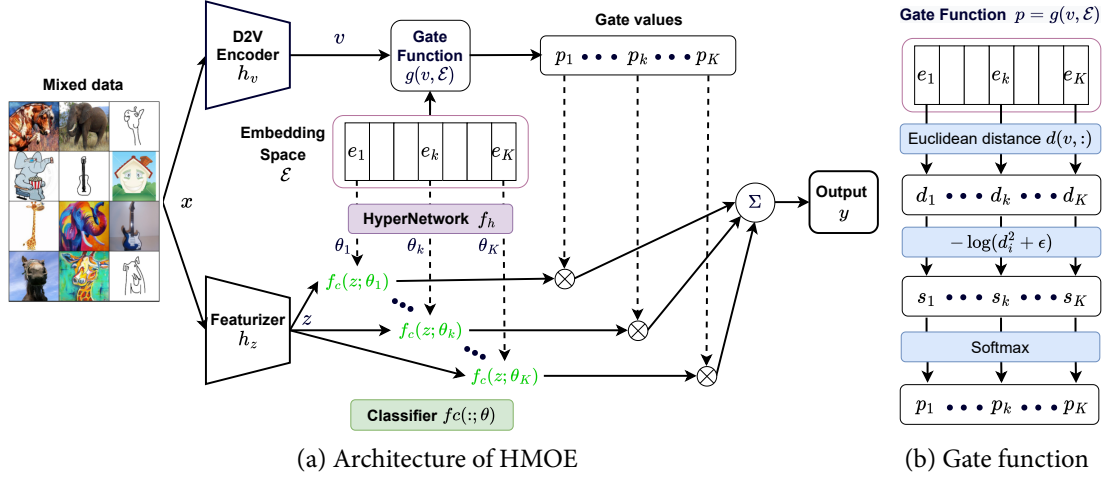 Mixed data
x
D2V
Encoder
h_v
v
Gate
Function
g(v, ℰ)
Gate values
p_1 ••• p_k ••• p_K
Embedding
Space
ℰ
e_1 e_k e_K
HyperNetwork f_h
θ_1 θ_k θ_K
Featurizer
h_z
z
f_c(z; θ_1)
•••
f_c(z; θ_k)
•••
f_c(z; θ_K)
Classifier fc(:; θ)
⊗
⊗
⊗
Σ
Output
y
(a) Architecture of HMOE
Gate Function p = g(v, ℰ)
e_1 e_k e_K
Euclidean distance d(v, :)
d_1 ••• d_k ••• d_K
− log(d_i^2 + ϵ)
s_1 ••• s_k ••• s_K
Softmax
p_1 ••• p_k ••• p_K
(b) Gate function